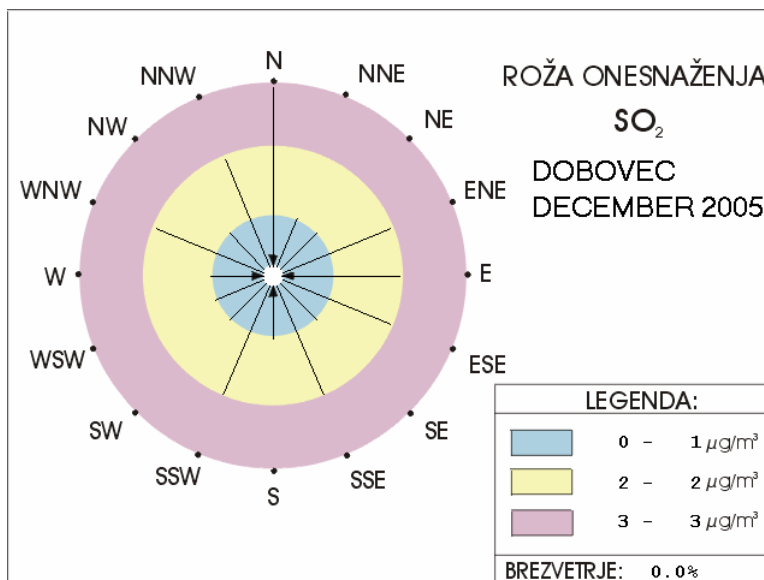 N
NNW
NNE
NW
NE
WNW
ENE
W
E
WSW
ESE
SW
SE
SSW
SSE
S
ROŽA ONESNAŽENJA
SO₂
DOBOVEC
DECEMBER 2005
LEGENDA:
0 - 1 µg/m³
2 - 2 µg/m³
3 - 3 µg/m³
BREZVETRJE: 0.0%